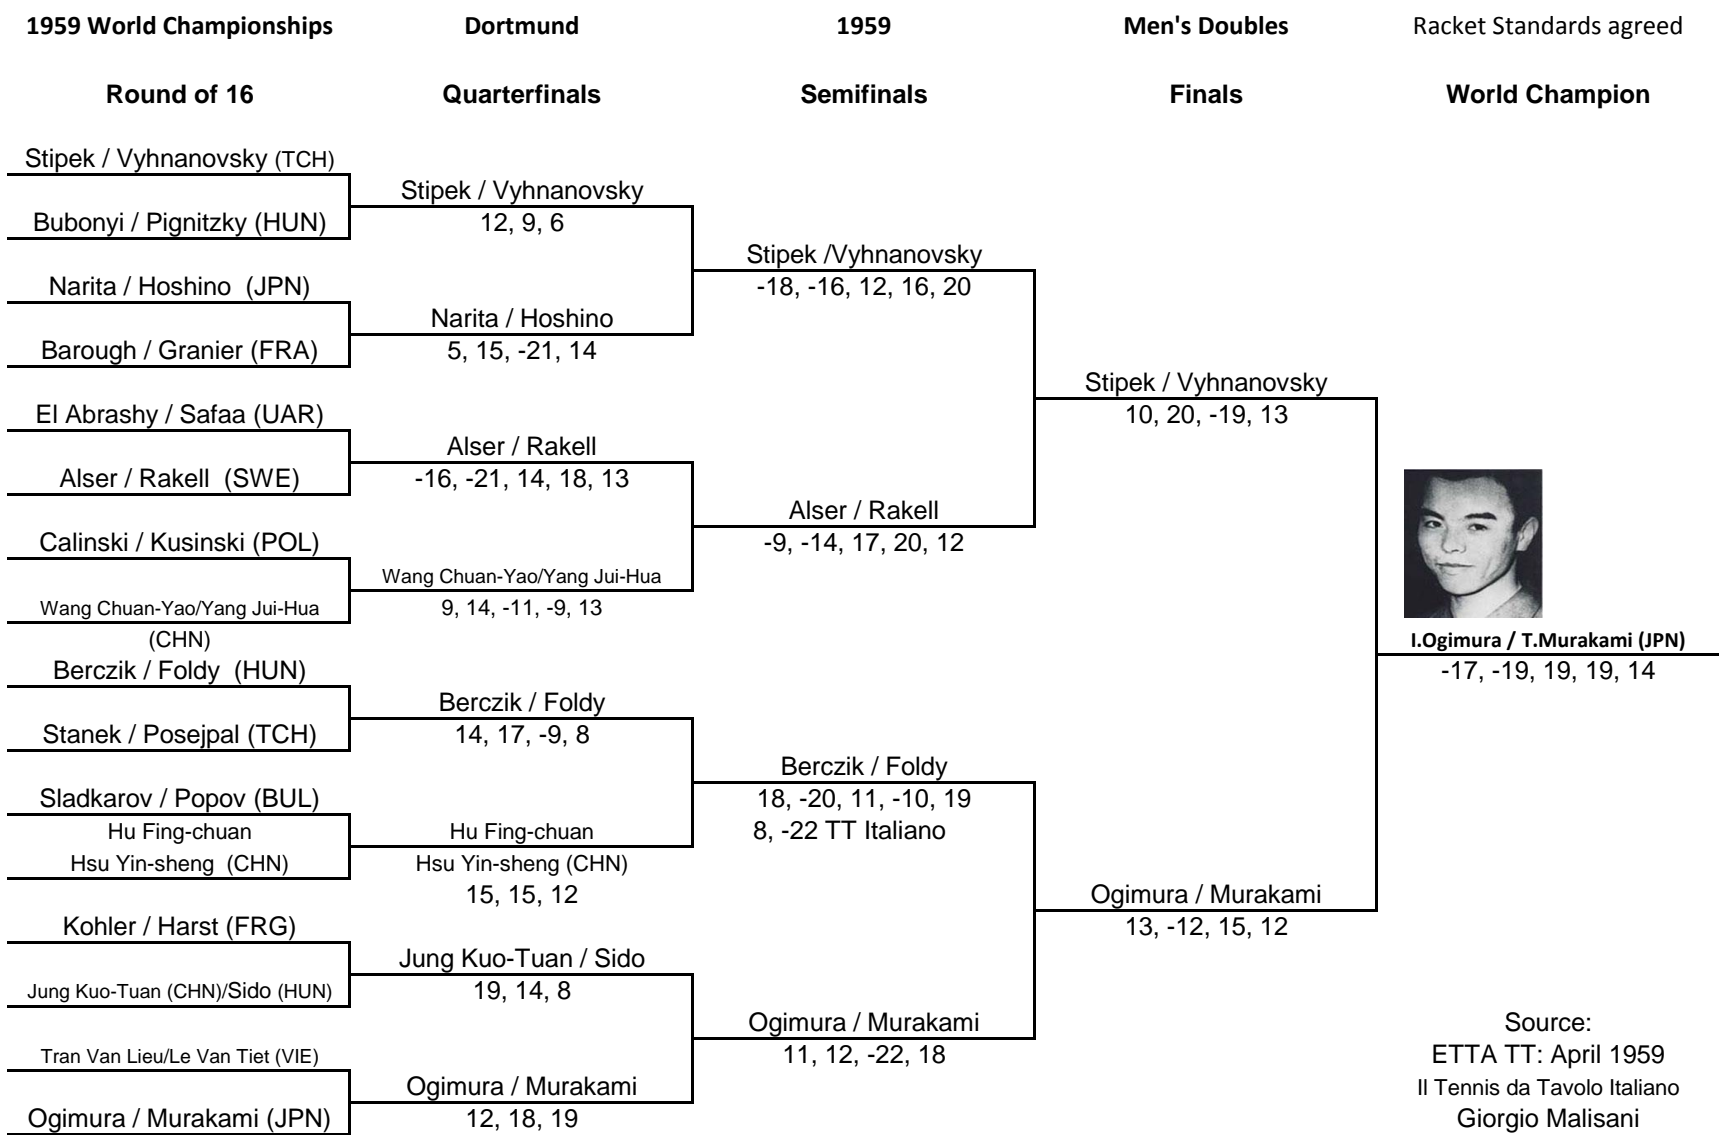 1959 World Championships
Dortmund
1959
Men's Doubles
Racket Standards agreed
Round of 16
Quarterfinals
Semifinals
Finals
World Champion
Stipek / Vyhnanovsky (TCH)
Bubonyi / Pignitzky (HUN)
Narita / Hoshino (JPN)
Barough / Granier (FRA)
El Abrashy / Safaa (UAR)
Alser / Rakell (SWE)
Calinski / Kusinski (POL)
Wang Chuan-Yao/Yang Jui-Hua
(CHN)
Berczik / Foldy (HUN)
Stanek / Posejpal (TCH)
Sladkarov / Popov (BUL)
Hu Fing-chuan
Hsu Yin-sheng (CHN)
Kohler / Harst (FRG)
Jung Kuo-Tuan (CHN)/Sido (HUN)
Tran Van Lieu/Le Van Tiet (VIE)
Ogimura / Murakami (JPN)
Stipek / Vyhnanovsky
12, 9, 6
Narita / Hoshino
5, 15, -21, 14
Alser / Rakell
-16, -21, 14, 18, 13
Wang Chuan-Yao/Yang Jui-Hua
9, 14, -11, -9, 13
Berczik / Foldy
14, 17, -9, 8
Hu Fing-chuan
Hsu Yin-sheng (CHN)
15, 15, 12
Jung Kuo-Tuan / Sido
19, 14, 8
Ogimura / Murakami
12, 18, 19
Stipek /Vyhnanovsky
-18, -16, 12, 16, 20
Alser / Rakell
-9, -14, 17, 20, 12
Berczik / Foldy
18, -20, 11, -10, 19
8, -22 TT Italiano
Ogimura / Murakami
11, 12, -22, 18
Stipek / Vyhnanovsky
10, 20, -19, 13
Ogimura / Murakami
13, -12, 15, 12
I.Ogimura / T.Murakami (JPN)
-17, -19, 19, 19, 14
Source:
ETTA TT: April 1959
Il Tennis da Tavolo Italiano
Giorgio Malisani